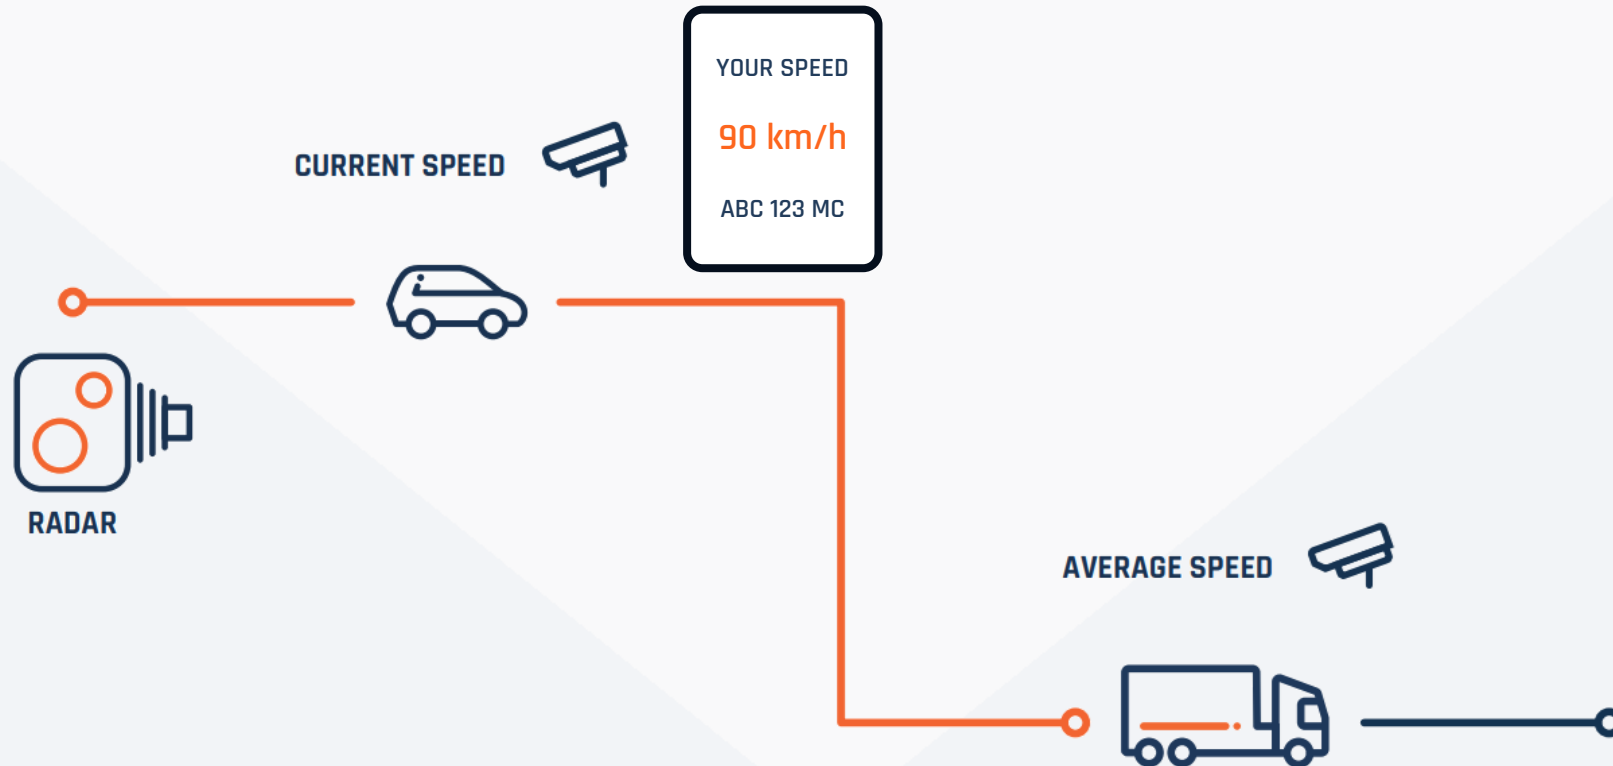 YOUR SPEED
90 km/h
ABC 123 MC
CURRENT SPEED
RADAR
AVERAGE SPEED